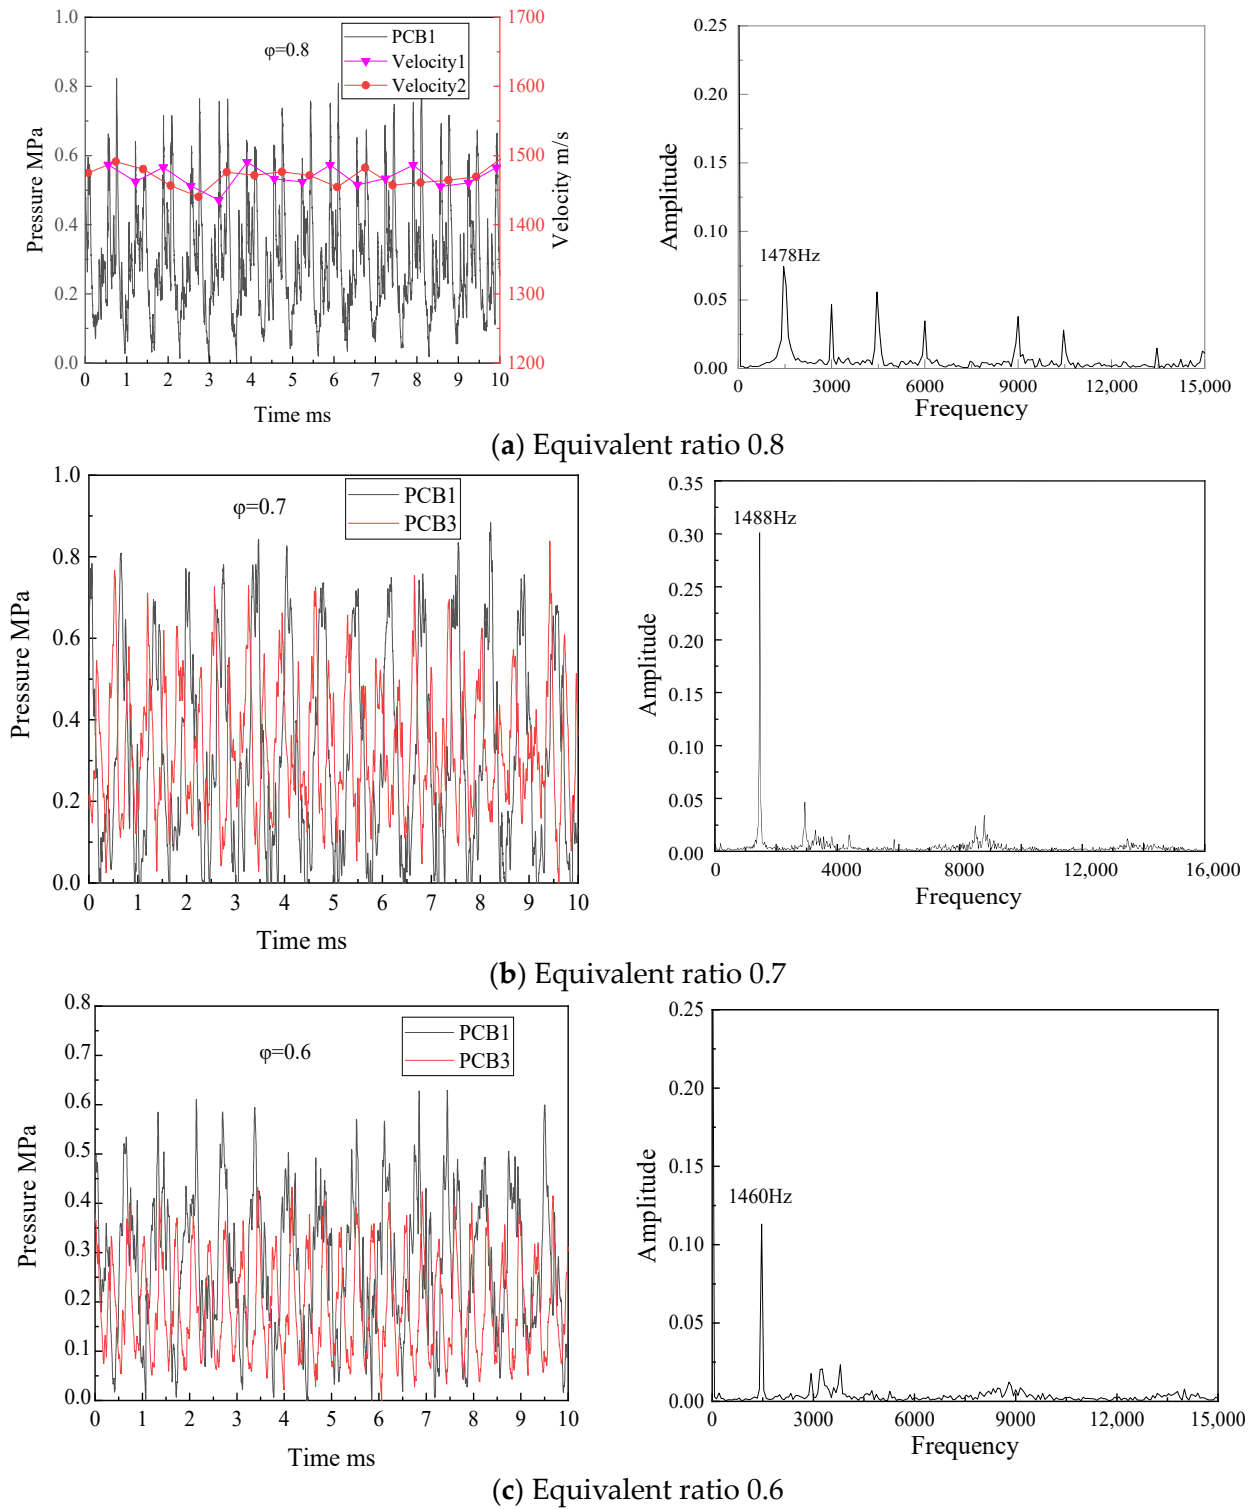 1.0
0.8
0.6
0.4
0.2
0.0
Pressure MPa
φ=0.8
PCB1
Velocity1
Velocity2
1700
1600
1500
1400
1300
1200
Velocity m/s
0 1 2 3 4 5 6 7 8 9 10
Time ms
0.25
0.20
0.15
0.10
0.05
0.00
Amplitude
1478Hz
0 3000 6000 9000 12,000 15,000
Frequency
(a) Equivalent ratio 0.8
1.0
0.8
0.6
0.4
0.2
0.0
Pressure MPa
φ=0.7
PCB1
PCB3
0 1 2 3 4 5 6 7 8 9 10
Time ms
0.35
0.30
0.25
0.20
0.15
0.10
0.05
0.00
Amplitude
1488Hz
0 4000 8000 12,000 16,000
Frequency
(b) Equivalent ratio 0.7
0.8
0.7
0.6
0.5
0.4
0.3
0.2
0.1
0.0
Pressure MPa
φ=0.6
PCB1
PCB3
0 1 2 3 4 5 6 7 8 9 10
Time ms
0.25
0.20
0.15
0.10
0.05
0.00
Amplitude
1460Hz
0 3000 6000 9000 12,000 15,000
Frequency
(c) Equivalent ratio 0.6